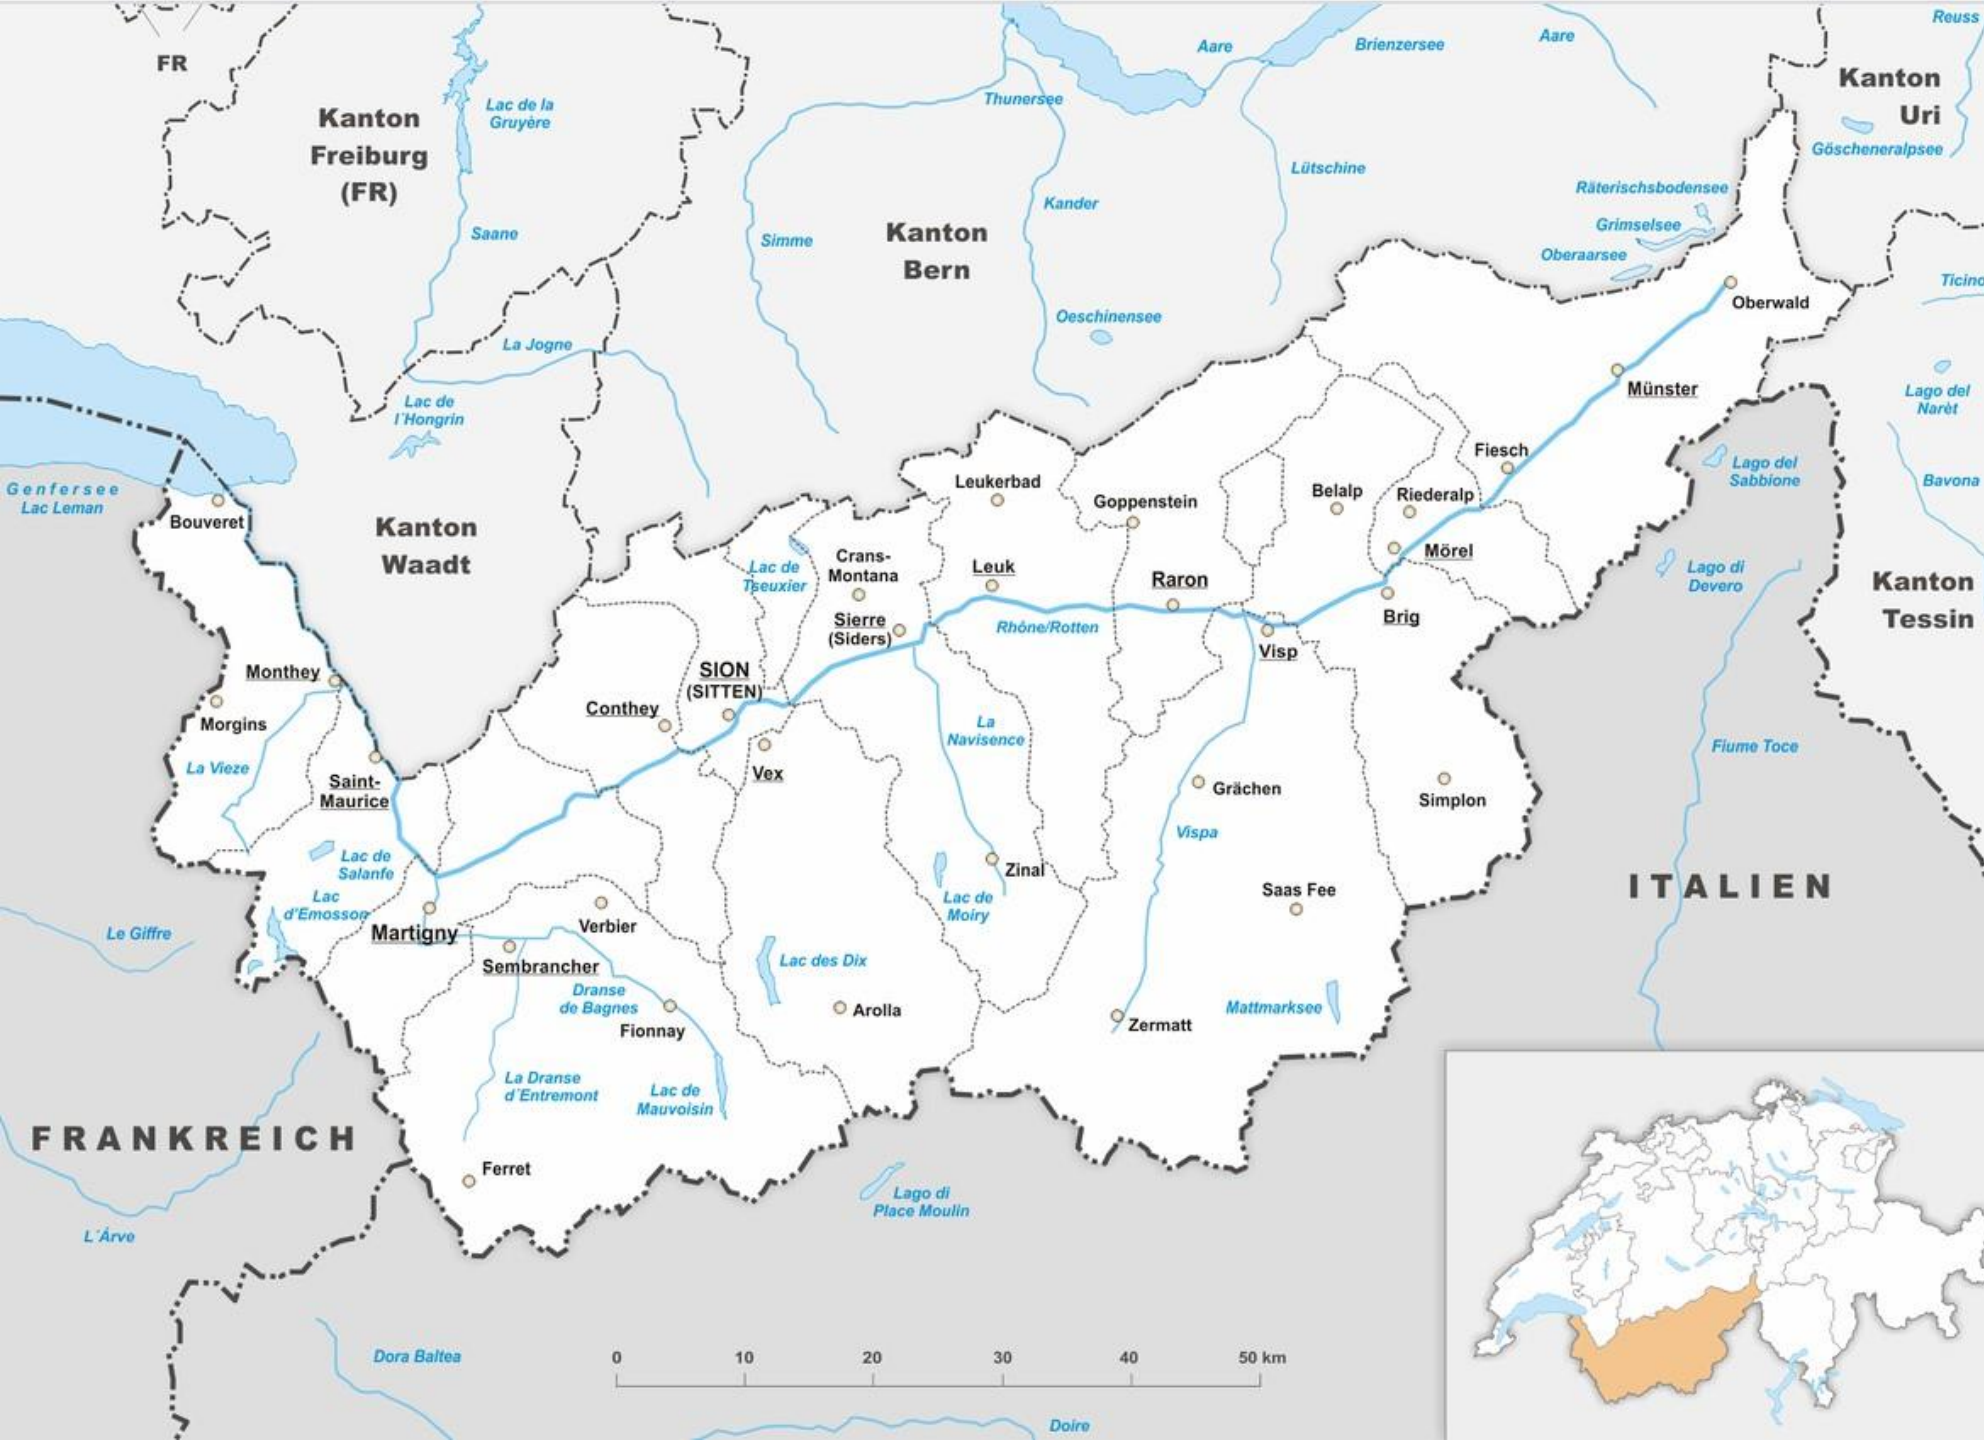 FR
Kanton
Freiburg
(FR)
Lac de la
Gruyère
Saane
La Jogne
Lac de
l´Hongrin
Genfersee
Lac Leman
Kanton
Waadt
Thunersee
Aare
Brienzersee
Aare
Simme
Kander
Lütschine
Kanton
Bern
Oeschinensee
Räterischsbodensee
Grimselsee
Oberaarsee
Reuss
Kanton
Uri
Göscheneralpsee
Ticino
Lago del
Narèt
Bavona
Kanton
Tessin
Lago del
Sabbione
Lago di
Devero
Fiume Toce
ITALIEN
Oberwald
Münster
Fiesch
Belalp
Riederalp
Mörel
Brig
Leukerbad
Goppenstein
Leuk
Raron
Rhône/Rotten
Visp
Lac de
Tseuxier
Crans-
Montana
Sierre
(Siders)
SION
(SITTEN)
Conthey
Vex
La
Navisence
Grächen
Vispa
Simplon
Saas Fee
Zinal
Lac de
Moiry
Mattmarksee
Zermatt
Lac des Dix
Arolla
Bouveret
Monthey
Morgins
La Vieze
Saint-
Maurice
Lac de
Salanfe
Lac
d'Emosson
Martigny
Verbier
Sembrancher
Dranse
de Bagnes
Fionnay
La Dranse
d´Entremont
Lac de
Mauvoisin
Ferret
Le Giffre
FRANKREICH
L´Árve
Lago di
Place Moulin
Dora Baltea
Doire
0 10 20 30 40 50 km